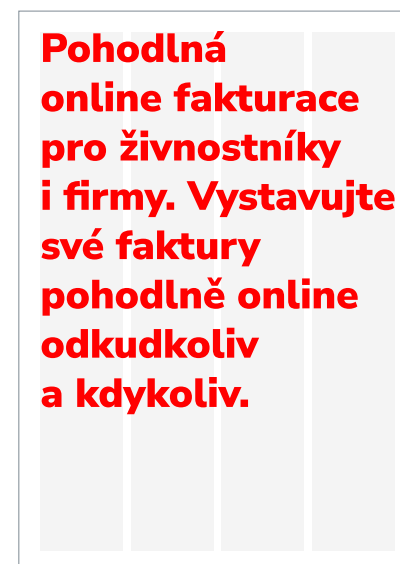 Pohodlná
online fakturace
pro živnostníky
i firmy. Vystavujte
své faktury
pohodlně online
odkudkoliv
a kdykoliv.